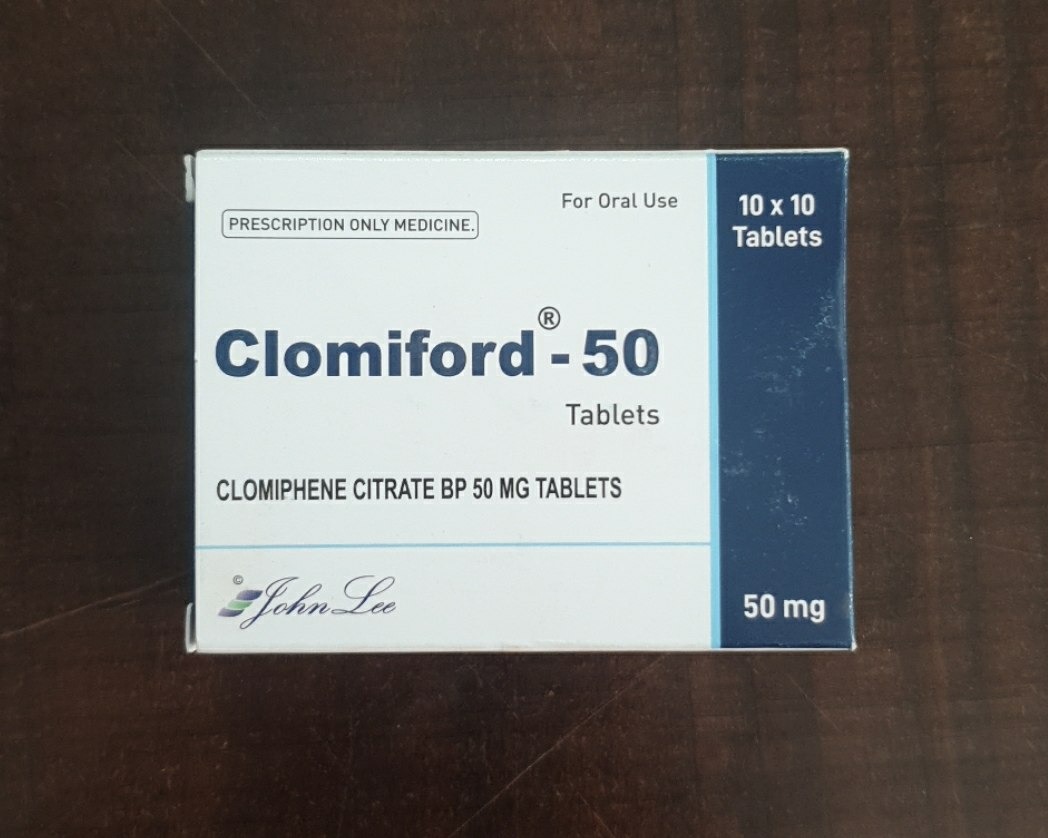 For Oral Use
PRESCRIPTION ONLY MEDICINE.
Clomiford® - 50
Tablets
CLOMIPHENE CITRATE BP 50 MG TABLETS
© John Lee
10 x 10
Tablets
50 mg